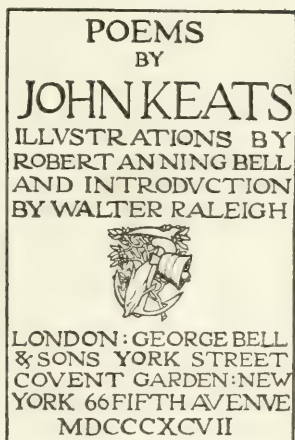 POEMS
BY
JOHN KEATS
ILLVSTRATIONS BY
ROBERT ANNING BELL
AND INTRODVCTION
BY WALTER RALEIGH
LONDON: GEORGE BELL
& SONS YORK STREET
COVENT GARDEN: NEW
YORK 66 FIFTH AVENVE
MDCCCXCVII